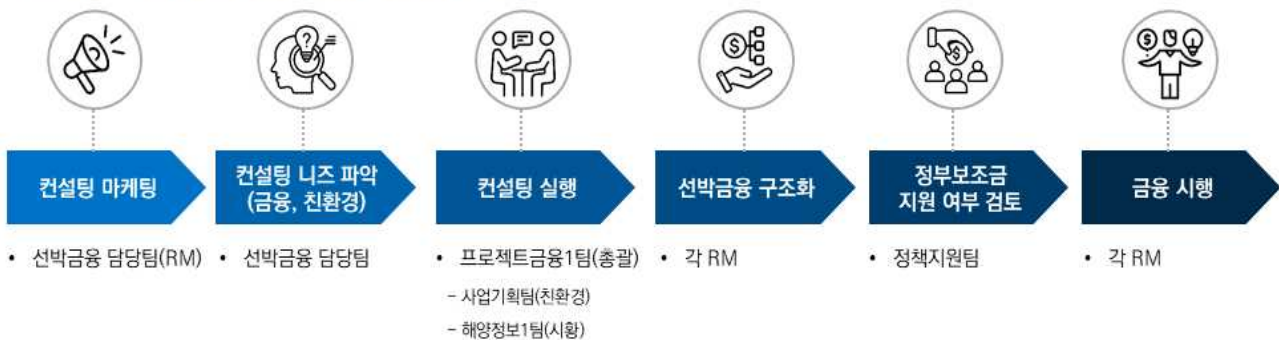 컨설팅 마케팅
컨설팅 니즈 파악
(금융, 친환경)
컨설팅 실행
선박금융 구조화
정부보조금
지원 여부 검토
금융 시행
• 선박금융 담당팀(RM)
• 선박금융 담당팀
• 프로젝트금융1팀(총괄)
– 사업기획팀(친환경)
– 해양정보1팀(시황)
• 각 RM
• 정책지원팀
• 각 RM